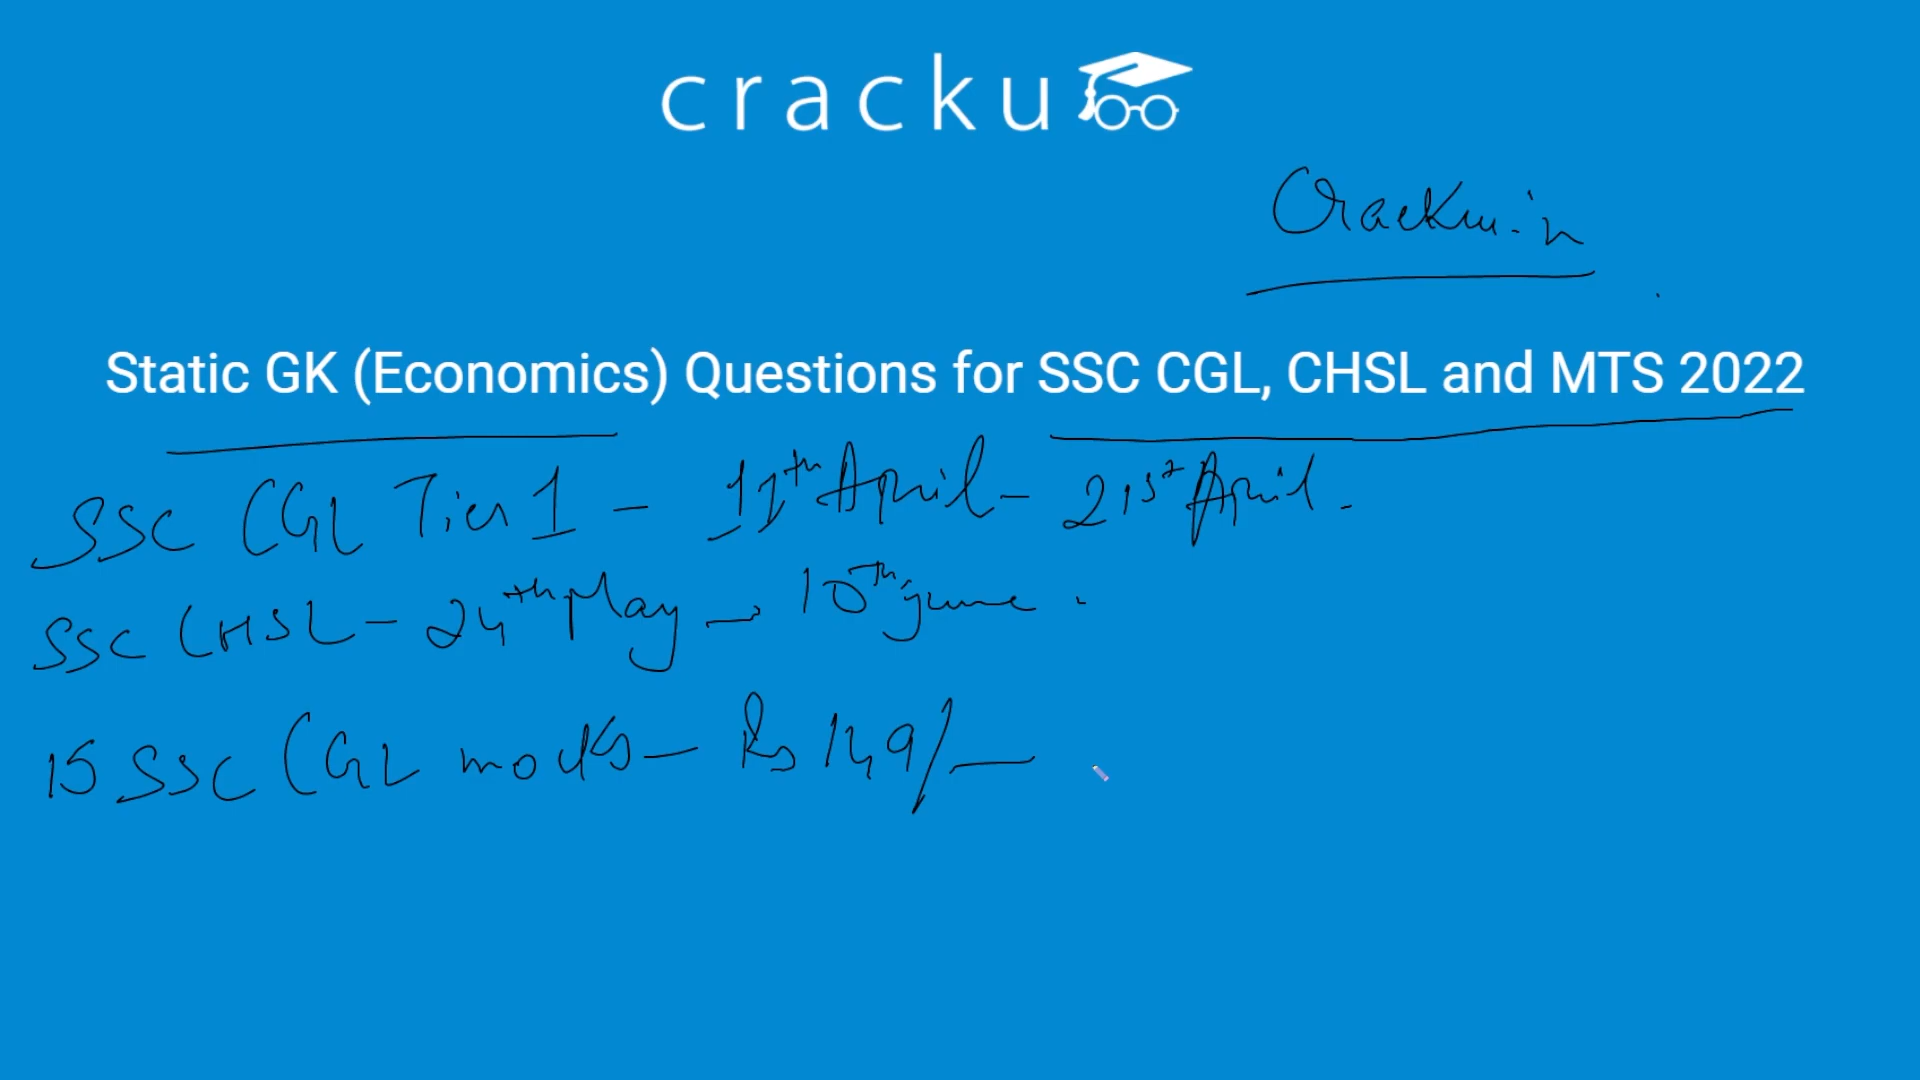 cracku
Cracku.in
Static GK (Economics) Questions for SSC CGL, CHSL and MTS 2022
SSC CGL Tier 1 - 11th April - 21st April.
SSC CHSL - 24th May → 10th june.
15 SSC CGL mocks - Rs 149/-